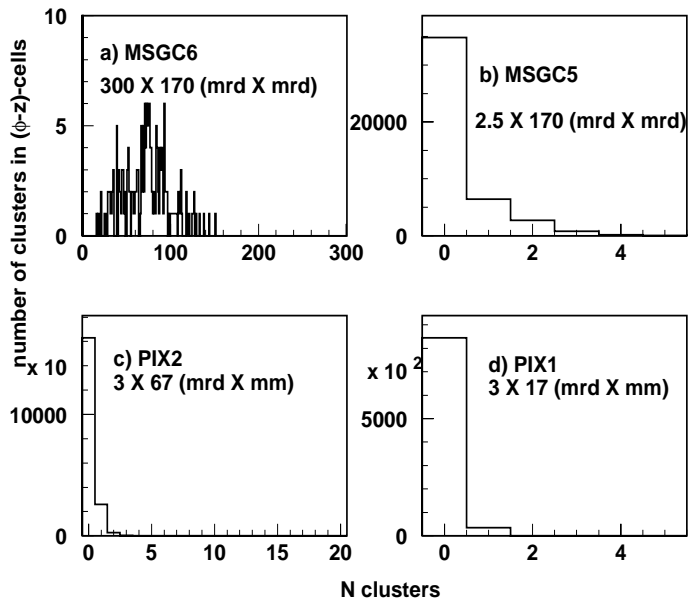 number of clusters in (ϕ-z)-cells
10
5
0
a) MSGC6
300 X 170 (mrd X mrd)
0 100 200 300
20000
0
b) MSGC5
2.5 X 170 (mrd X mrd)
0 2 4
x 10
10000
0
c) PIX2
3 X 67 (mrd X mm)
0 5 10 15 20
x 10 2
5000
0
d) PIX1
3 X 17 (mrd X mm)
0 2 4
N clusters